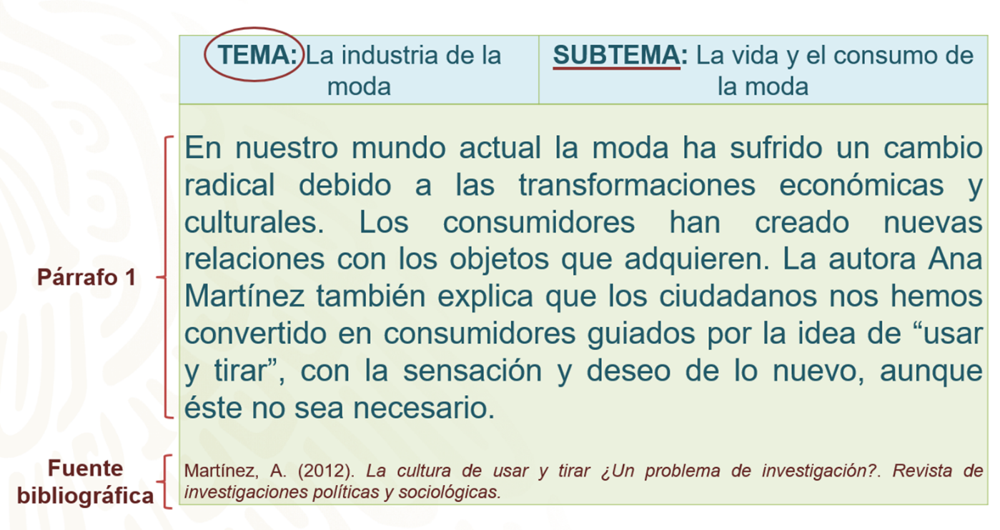 TEMA: La industria de la
moda
SUBTEMA: La vida y el consumo de
la moda
Párrafo 1
En nuestro mundo actual la moda ha sufrido un cambio
radical debido a las transformaciones económicas y
culturales. Los consumidores han creado nuevas
relaciones con los objetos que adquieren. La autora Ana
Martínez también explica que los ciudadanos nos hemos
convertido en consumidores guiados por la idea de “usar
y tirar”, con la sensación y deseo de lo nuevo, aunque
éste no sea necesario.
Fuente
bibliográfica
Martínez, A. (2012). La cultura de usar y tirar ¿Un problema de investigación?. Revista de
investigaciones políticas y sociológicas.